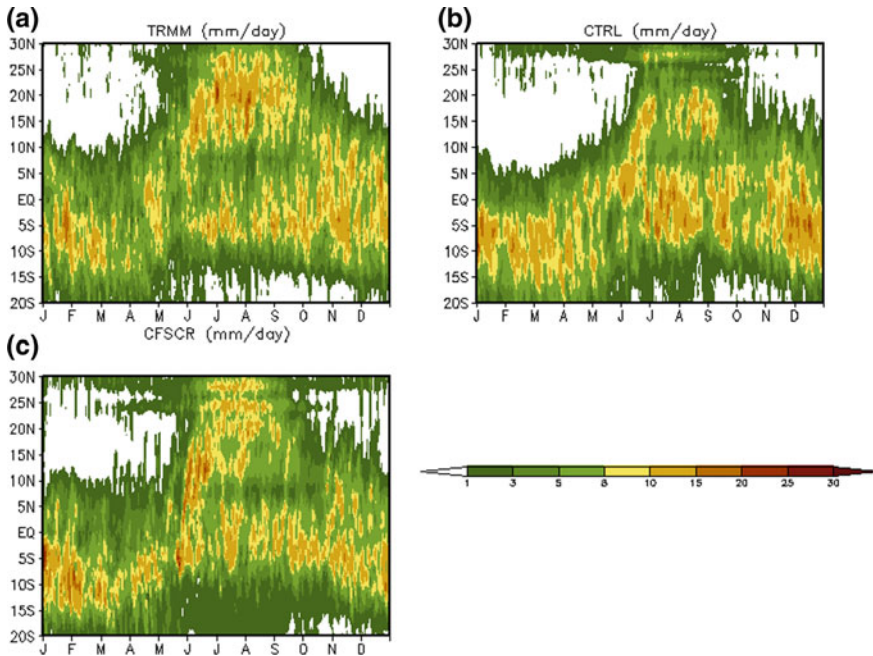 (a)
TRMM (mm/day)
30N
25N
20N
15N
10N
5N
EQ
5S
10S
15S
20S
J F M A M J J A S O N D
(b)
CTRL (mm/day)
30N
25N
20N
15N
10N
5N
EQ
5S
10S
15S
20S
J F M A M J J A S O N D
(c)
CFSCR (mm/day)
30N
25N
20N
15N
10N
5N
EQ
5S
10S
15S
20S
J F M A M J J A S O N D
1 3 5 8 10 15 20 25 30